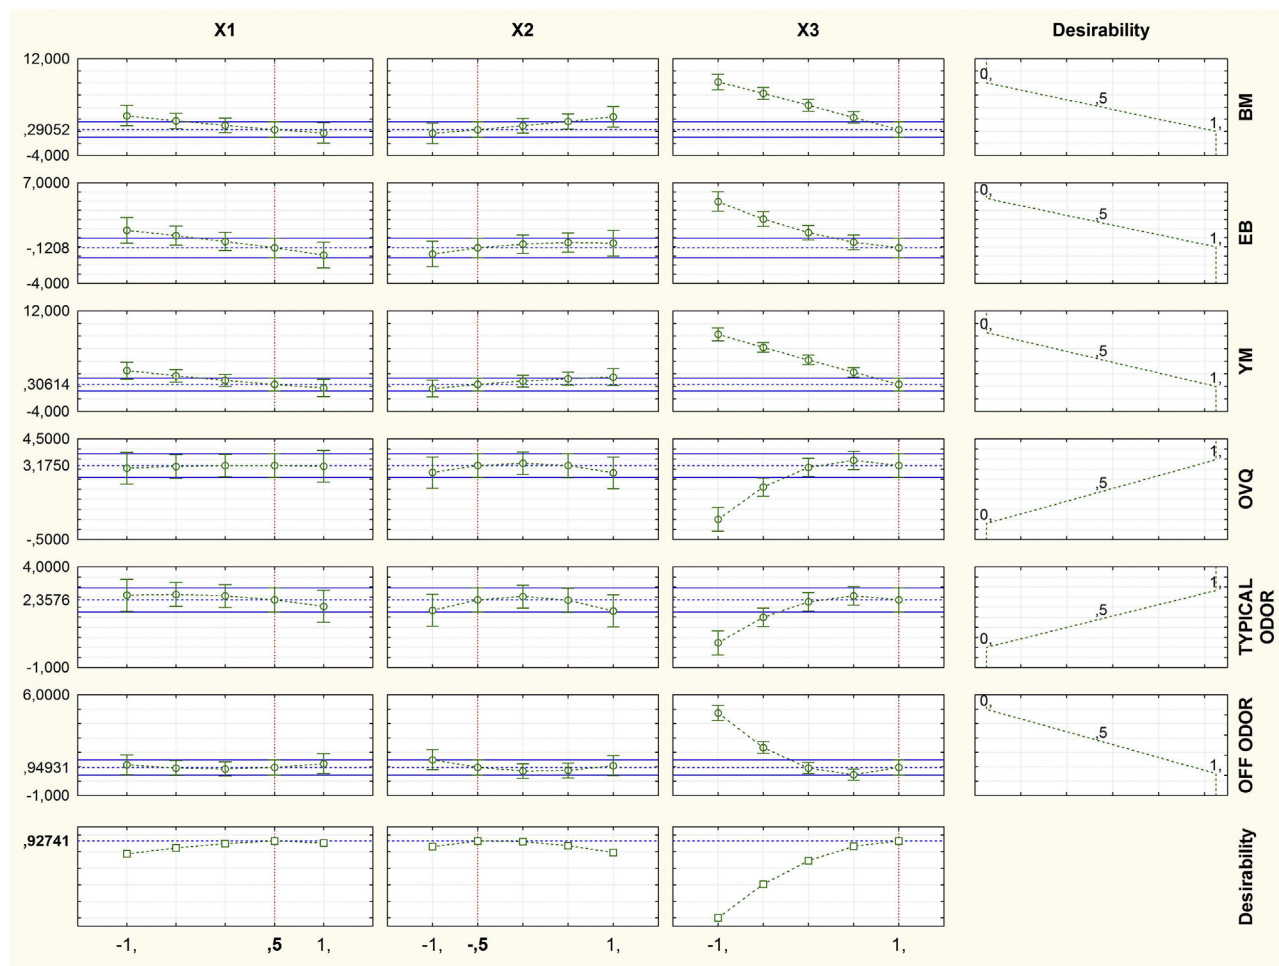 X1 X2 X3 Desirability
12,000
,29052
-4,000
0, ,5 1,
BM
7,0000
-,1208
-4,000
0, ,5 1,
EB
12,000
,30614
-4,000
0, ,5 1,
YM
4,5000
3,1750
-,5000
0, ,5 1,
OVQ
4,0000
2,3576
-1,000
0, ,5 1,
TYPICAL
ODOR
6,0000
,94931
-1,000
0, ,5 1,
OFF ODOR
,92741
Desirability
-1, ,5 1, -1, -,5 1, -1, 1,